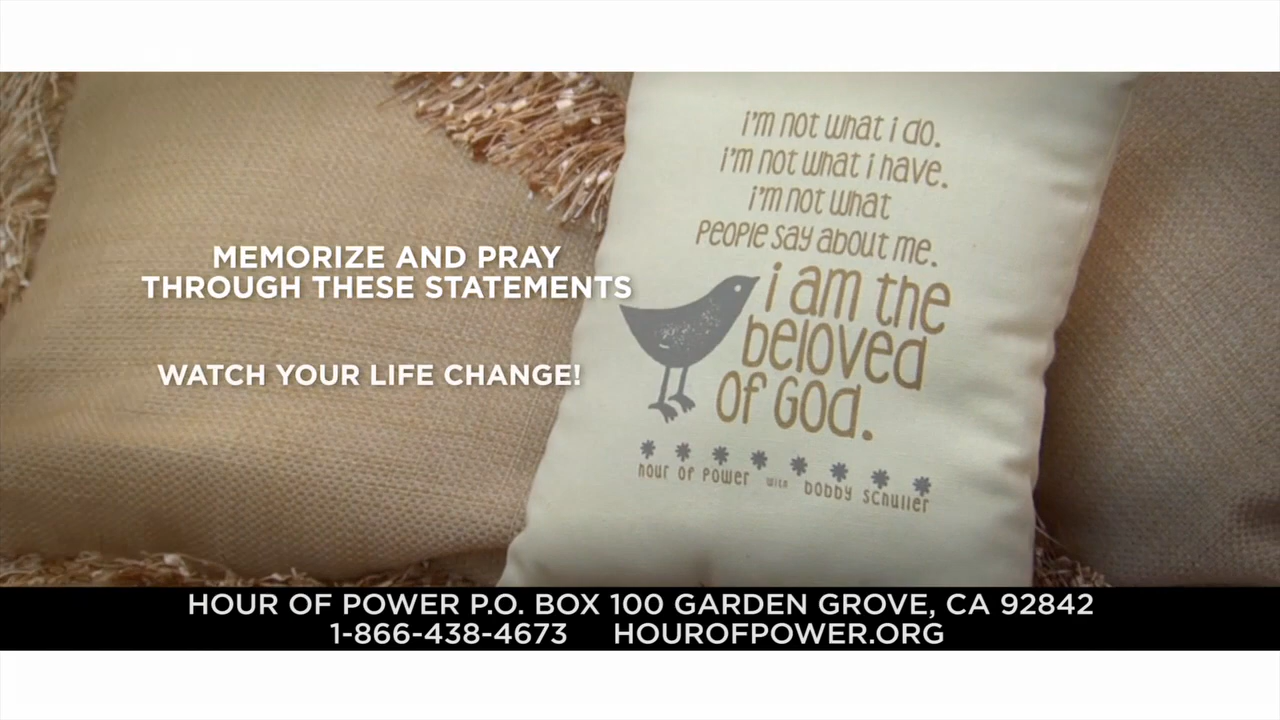 MEMORIZE AND PRAY
THROUGH THESE STATEMENTS
WATCH YOUR LIFE CHANGE!
i'm not what i do.
i'm not what i have.
i'm not what
people say about me.
i am the
beloved
of God.
hour of power with bobby schuller
HOUR OF POWER P.O. BOX 100 GARDEN GROVE, CA 92842
1-866-438-4673 HOUROFPOWER.ORG